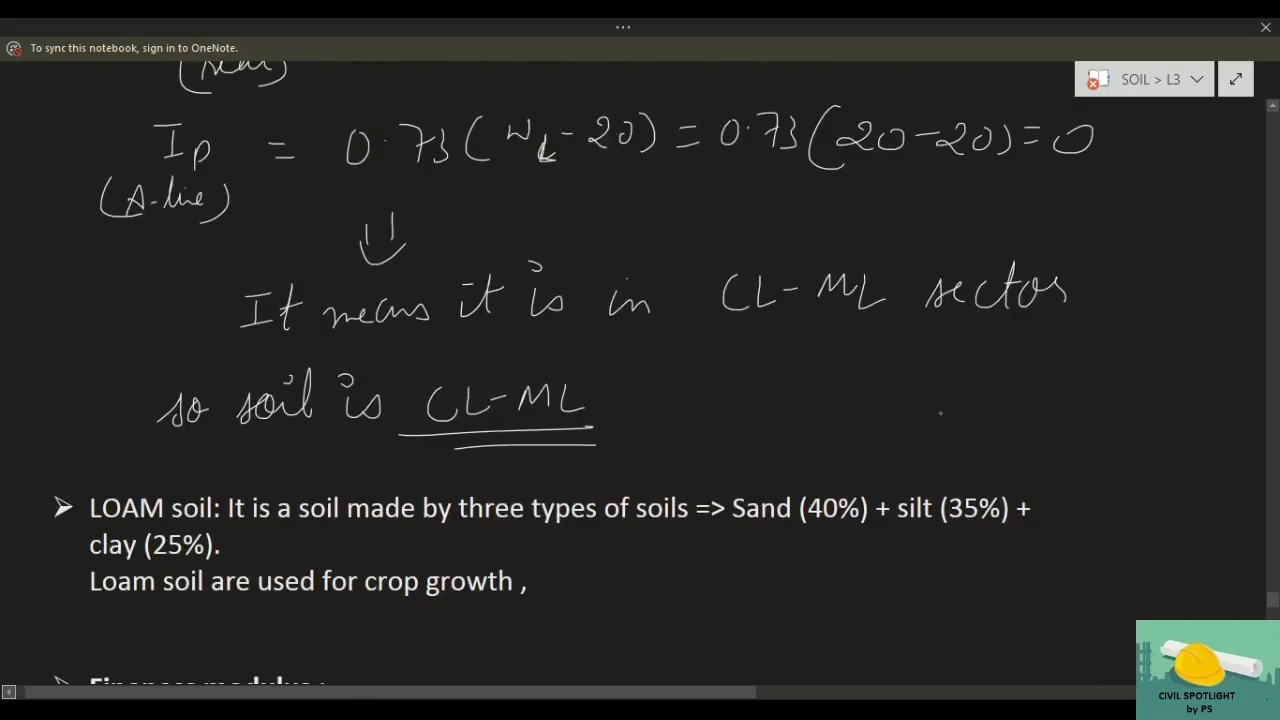 To sync this notebook, sign in to OneNote.
SOIL > L3
Ip = 0.73(WL-20) = 0.73(20-20)=0
(A-line)
It means it is in CL-ML sector
so soil is CL-ML
➢ LOAM soil: It is a soil made by three types of soils => Sand (40%) + silt (35%) +
clay (25%).
Loam soil are used for crop growth ,
CIVIL SPOTLIGHT
by PS